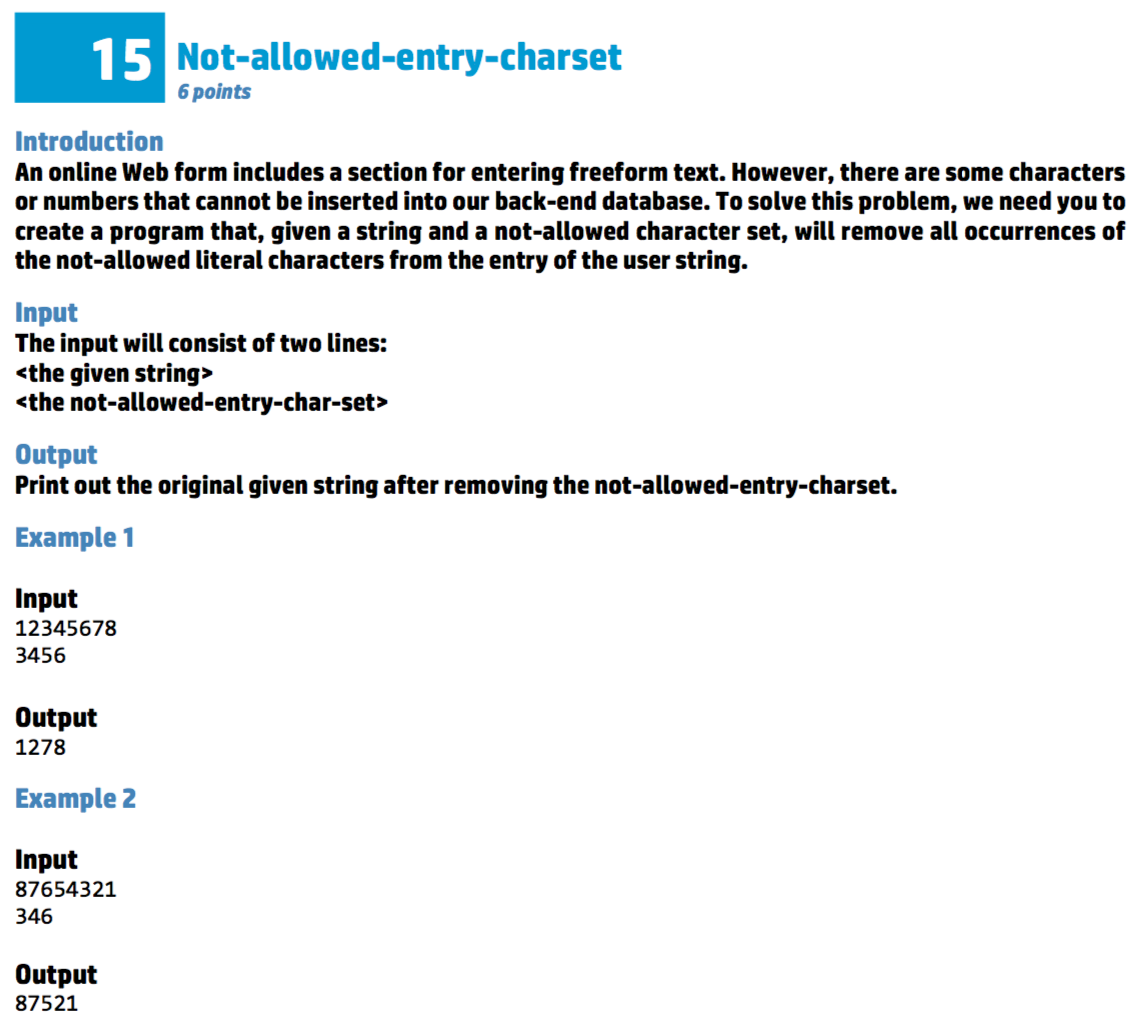 15 Not-allowed-entry-charset
6 points
Introduction
An online Web form includes a section for entering freeform text. However, there are some characters
or numbers that cannot be inserted into our back-end database. To solve this problem, we need you to
create a program that, given a string and a not-allowed character set, will remove all occurrences of
the not-allowed literal characters from the entry of the user string.
Input
The input will consist of two lines:
<the given string>
<the not-allowed-entry-char-set>
Output
Print out the original given string after removing the not-allowed-entry-charset.
Example 1
Input
12345678
3456
Output
1278
Example 2
Input
87654321
346
Output
87521